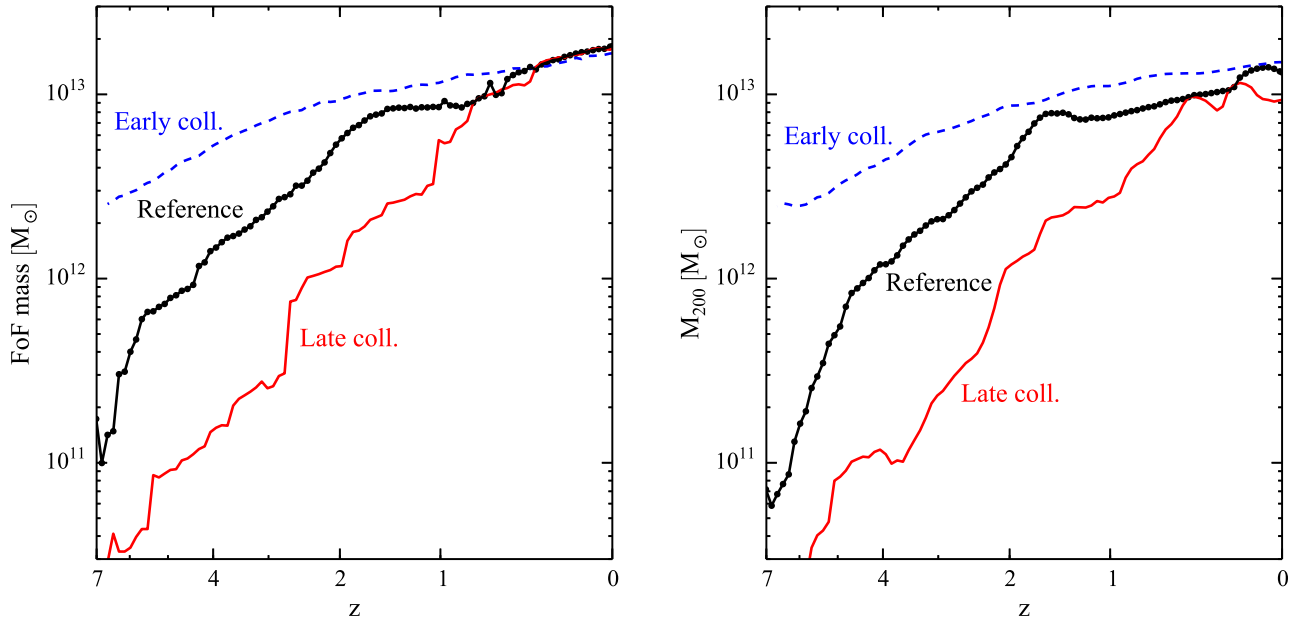 FoF mass [M⊙]
10¹³
10¹²
10¹¹
Early coll.
Reference
Late coll.
7 4 2 1 0
z
M₂₀₀ [M⊙]
10¹³
10¹²
10¹¹
Early coll.
Reference
Late coll.
7 4 2 1 0
z